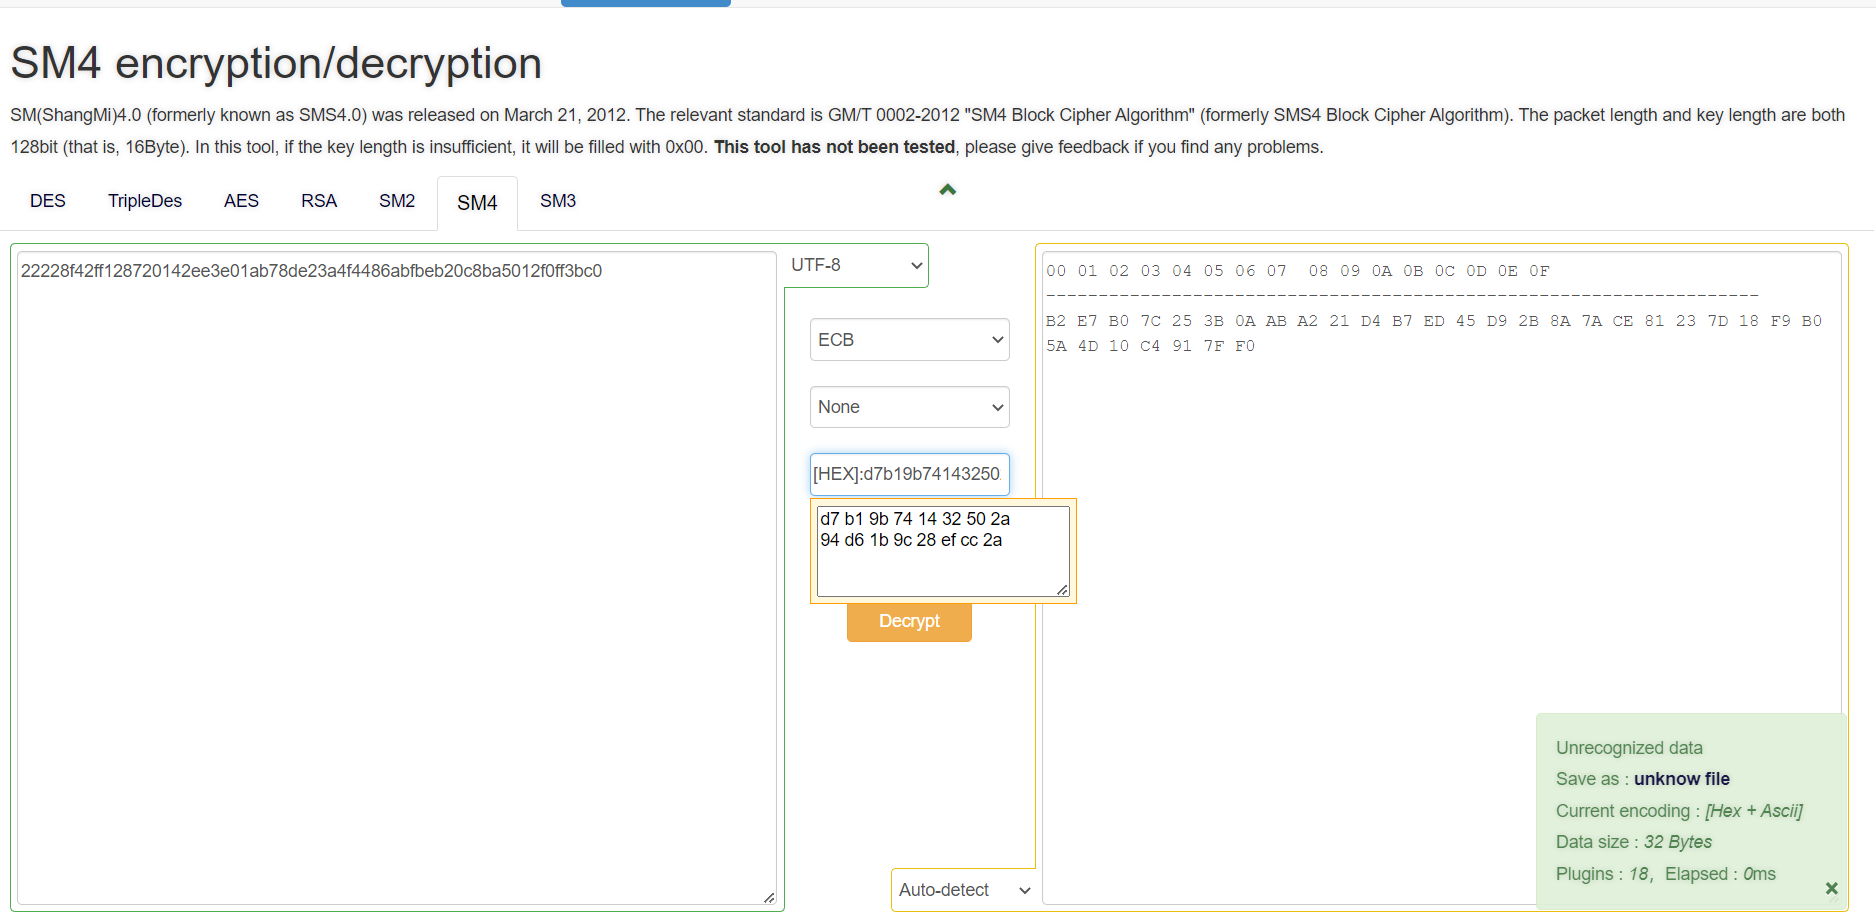 SM4 encryption/decryption
SM(ShangMi)4.0 (formerly known as SMS4.0) was released on March 21, 2012. The relevant standard is GM/T 0002-2012 "SM4 Block Cipher Algorithm" (formerly SMS4 Block Cipher Algorithm). The packet length and key length are both
128bit (that is, 16Byte). In this tool, if the key length is insufficient, it will be filled with 0x00. This tool has not been tested, please give feedback if you find any problems.
DES TripleDes AES RSA SM2 SM4 SM3
22228f42ff128720142ee3e01ab78de23a4f4486abfbeb20c8ba5012f0ff3bc0
UTF-8
ECB
None
[HEX]:d7b19b74143250
d7 b1 9b 74 14 32 50 2a
94 d6 1b 9c 28 ef cc 2a
Decrypt
Auto-detect
00 01 02 03 04 05 06 07  08 09 0A 0B 0C 0D 0E 0F
--------------------------------------------------------------------
B2 E7 B0 7C 25 3B 0A AB A2 21 D4 B7 ED 45 D9 2B 8A 7A CE 81 23 7D 18 F9 B0
5A 4D 10 C4 91 7F F0
Unrecognized data
Save as : unknow file
Current encoding : [Hex + Ascii]
Data size : 32 Bytes
Plugins : 18,  Elapsed : 0ms